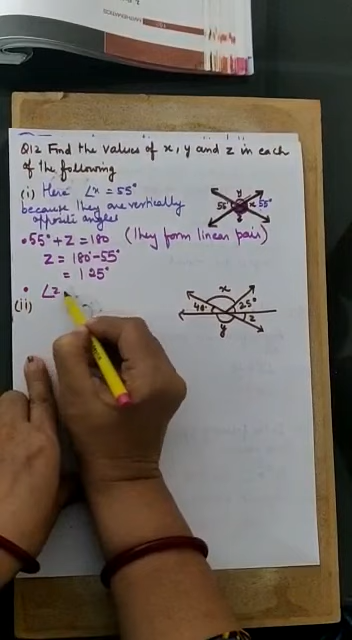 MATHEMATICS
Q12 Find the values of x, y and z in each
of the following
(i) Here ∠x = 55°
because they are vertically
opposite angles
55° + Z = 180 (They form linear pair)
Z = 180° - 55°
= 125°
∠z
(ii)
y
55° x 55°
x
40° 25°
y z